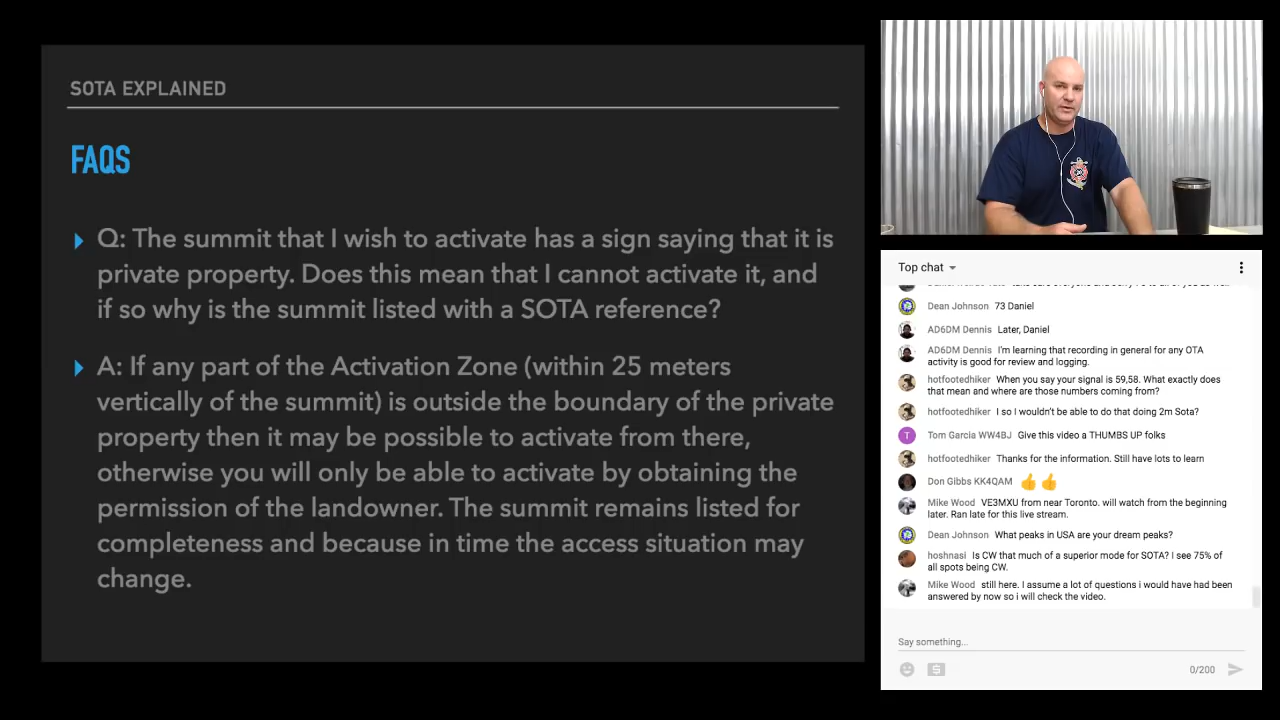 SOTA EXPLAINED
FAQS
Q: The summit that I wish to activate has a sign saying that it is
private property. Does this mean that I cannot activate it, and
if so why is the summit listed with a SOTA reference?
A: If any part of the Activation Zone (within 25 meters
vertically of the summit) is outside the boundary of the private
property then it may be possible to activate from there,
otherwise you will only be able to activate by obtaining the
permission of the landowner. The summit remains listed for
completeness and because in time the access situation may
change.
Top chat
Dean Johnson 73 Daniel
AD6DM Dennis Later, Daniel
AD6DM Dennis I'm learning that recording in general for any OTA
activity is good for review and logging.
hotfootedhiker When you say your signal is 59,58. What exactly does
that mean and where are those numbers coming from?
hotfootedhiker I so I wouldn't be able to do that doing 2m Sota?
T Tom Garcia WW4BJ Give this video a THUMBS UP folks
hotfootedhiker Thanks for the information. Still have lots to learn
Don Gibbs KK4QAM 👍👍
Mike Wood VE3MXU from near Toronto. will watch from the beginning
later. Ran late for this live stream.
Dean Johnson What peaks in USA are your dream peaks?
hoshnasi Is CW that much of a superior mode for SOTA? I see 75% of
all spots being CW.
Mike Wood still here. I assume a lot of questions i would have had been
answered by now so i will check the video.
Say something...
0/200